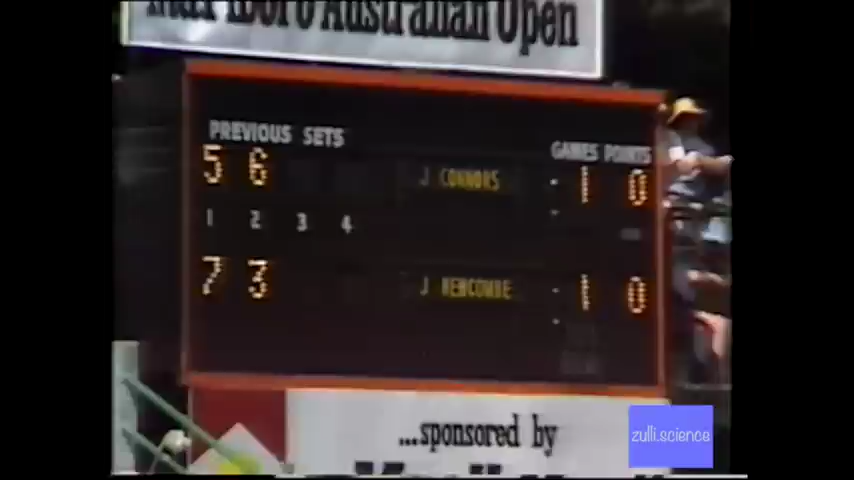 Marlboro Australian Open
PREVIOUS SETS
GAMES POINTS
5 6 J CONNORS 1 0
1 2 3 4
7 3 J NEWCOMBE 1 0
...sponsored by
zulli.science